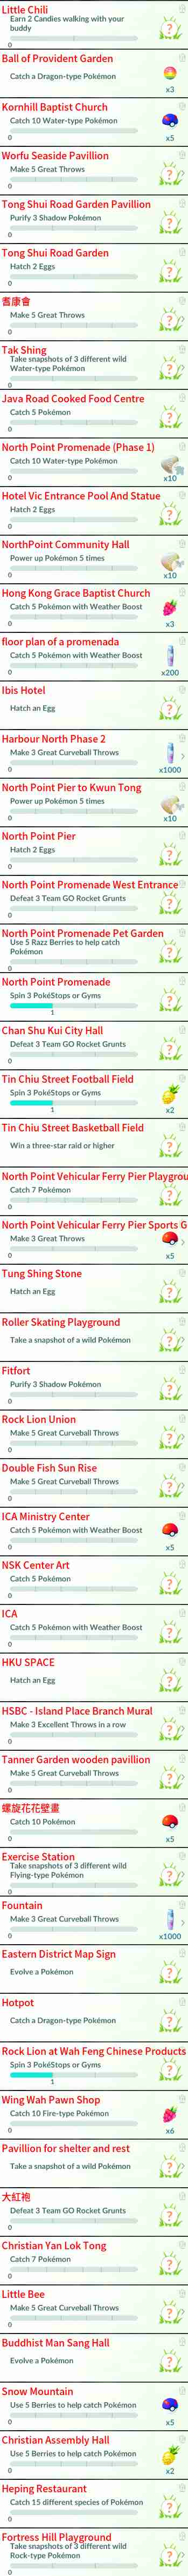 Little Chili
Earn 2 Candies walking with your
buddy
0
Ball of Provident Garden
Catch a Dragon-type Pokémon
x3
Kornhill Baptist Church
Catch 10 Water-type Pokémon
0
x5
Worfu Seaside Pavillion
Make 5 Great Throws
0
Tong Shui Road Garden Pavillion
Purify 3 Shadow Pokémon
0
Tong Shui Road Garden
Hatch 2 Eggs
0
耆康會
Make 5 Great Throws
0
Tak Shing
Take snapshots of 3 different wild
Water-type Pokémon
0
Java Road Cooked Food Centre
Catch 5 Pokémon
0
North Point Promenade (Phase 1)
Catch 10 Water-type Pokémon
0
x10
Hotel Vic Entrance Pool And Statue
Hatch 2 Eggs
0
NorthPoint Community Hall
Power up Pokémon 5 times
0
x10
Hong Kong Grace Baptist Church
Catch 5 Pokémon with Weather Boost
0
x3
floor plan of a promenada
Catch 5 Pokémon with Weather Boost
0
x200
Ibis Hotel
Hatch an Egg
Harbour North Phase 2
Make 3 Great Curveball Throws
0
x1000
North Point Pier to Kwun Tong
Power up Pokémon 5 times
0
x10
North Point Pier
Hatch 2 Eggs
0
North Point Promenade West Entrance
Defeat 3 Team GO Rocket Grunts
0
North Point Promenade Pet Garden
Use 5 Razz Berries to help catch
Pokémon
0
North Point Promenade
Spin 3 PokéStops or Gyms
1
Chan Shu Kui City Hall
Defeat 3 Team GO Rocket Grunts
0
Tin Chiu Street Football Field
Spin 3 PokéStops or Gyms
1
x2
Tin Chiu Street Basketball Field
Win a three-star raid or higher
North Point Vehicular Ferry Pier Playgrou
Catch 7 Pokémon
0
North Point Vehicular Ferry Pier Sports G
Make 3 Great Throws
0
x5
Tung Shing Stone
Hatch an Egg
Roller Skating Playground
Take a snapshot of a wild Pokémon
Fitfort
Purify 3 Shadow Pokémon
0
Rock Lion Union
Make 5 Great Curveball Throws
0
Double Fish Sun Rise
Make 5 Great Curveball Throws
0
ICA Ministry Center
Catch 5 Pokémon with Weather Boost
0
x5
NSK Center Art
Catch 5 Pokémon
0
ICA
Catch 5 Pokémon with Weather Boost
0
HKU SPACE
Hatch an Egg
HSBC - Island Place Branch Mural
Make 3 Excellent Throws in a row
0
Tanner Garden wooden pavillion
Make 5 Great Curveball Throws
0
螺旋花花壁畫
Catch 10 Pokémon
0
x5
Exercise Station
Take snapshots of 3 different wild
Flying-type Pokémon
0
Fountain
Make 3 Great Curveball Throws
0
x1000
Eastern District Map Sign
Evolve a Pokémon
Hotpot
Catch a Dragon-type Pokémon
Rock Lion at Wah Feng Chinese Products
Spin 3 PokéStops or Gyms
1
Wing Wah Pawn Shop
Catch 10 Fire-type Pokémon
0
x6
Pavillion for shelter and rest
Take a snapshot of a wild Pokémon
大紅袍
Defeat 3 Team GO Rocket Grunts
0
Christian Yan Lok Tong
Catch 7 Pokémon
0
Little Bee
Make 5 Great Curveball Throws
0
Buddhist Man Sang Hall
Evolve a Pokémon
Snow Mountain
Use 5 Berries to help catch Pokémon
0
x5
Christian Assembly Hall
Use 5 Berries to help catch Pokémon
0
x2
Heping Restaurant
Catch 15 different species of Pokémon
0
Fortress Hill Playground
Take snapshots of 3 different wild
Rock-type Pokémon
0